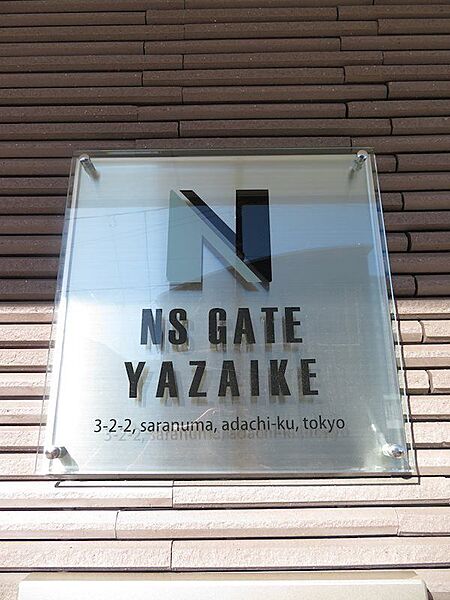 N
NS GATE
YAZAIKE
3-2-2, saranuma, adachi-ku, tokyo